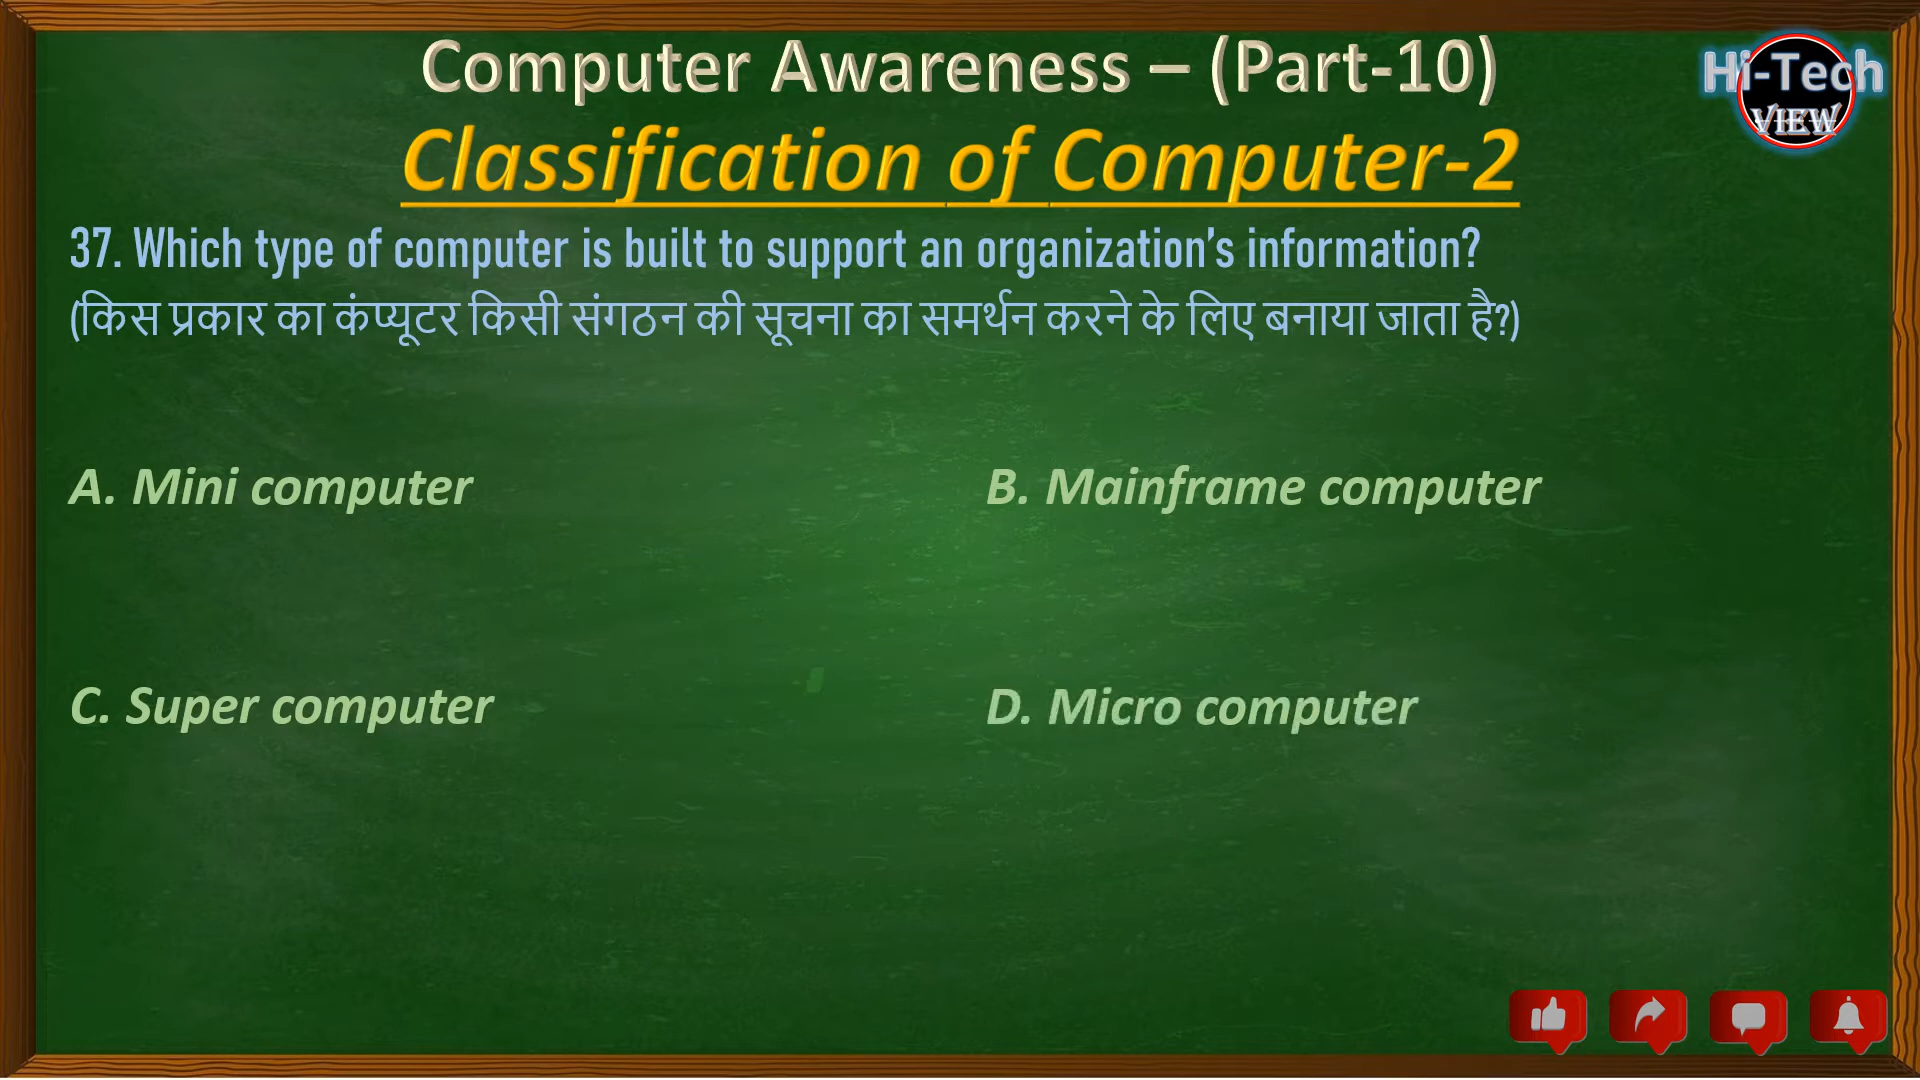 Computer Awareness – (Part-10)
Hi-Tech
VIEW
Classification of Computer-2
37. Which type of computer is built to support an organization's information?
(किस प्रकार का कंप्यूटर किसी संगठन की सूचना का समर्थन करने के लिए बनाया जाता है?)
A. Mini computer
B. Mainframe computer
C. Super computer
D. Micro computer